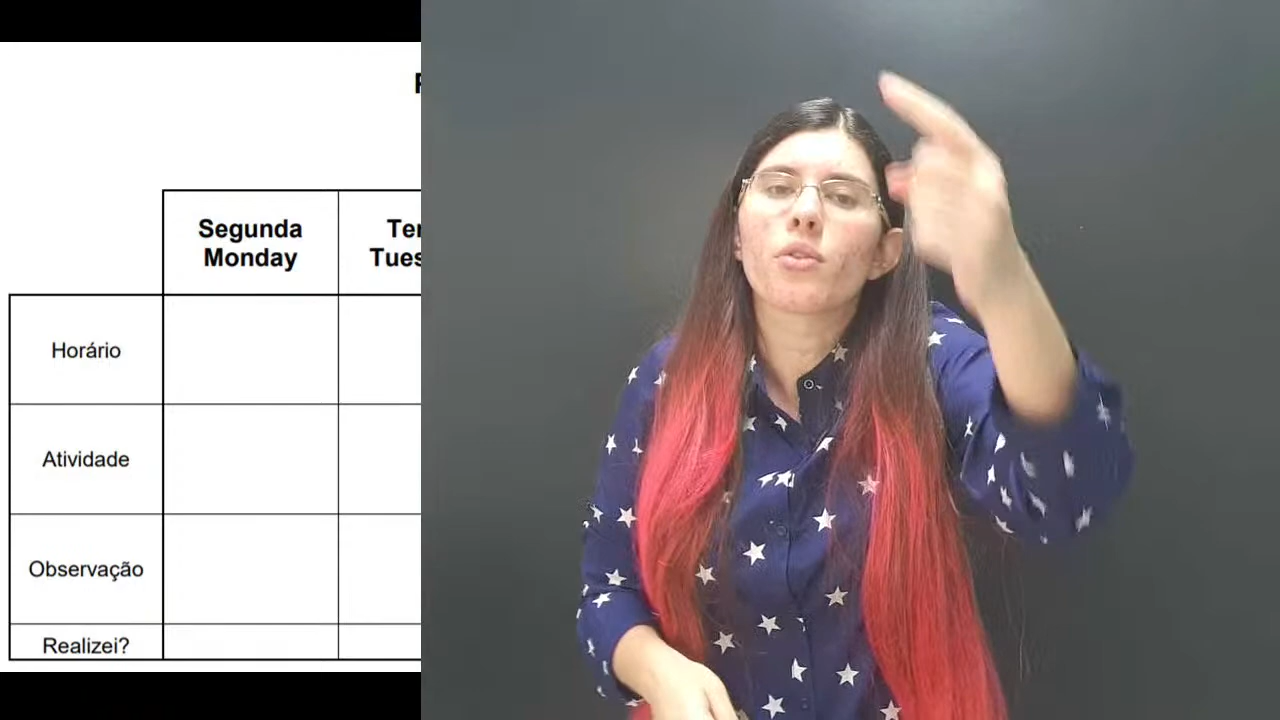 Segunda
Monday
Horário
Atividade
Observação
Realizei?